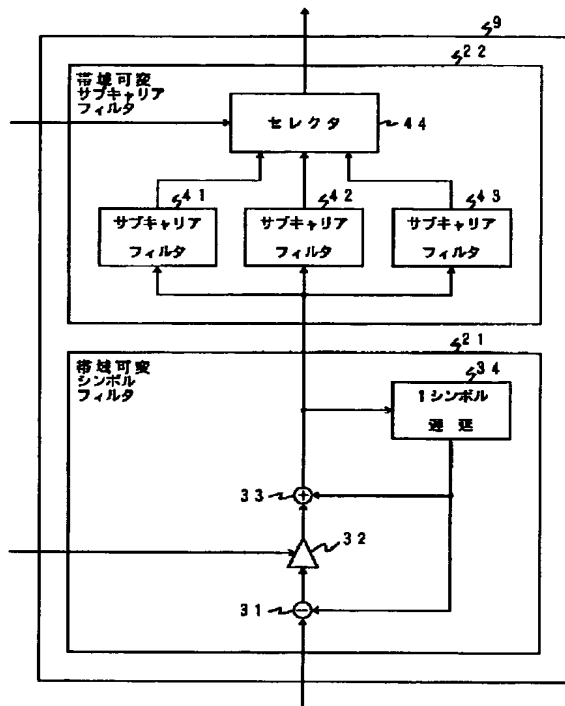 9
22
帯域可変
サブキャリア
フィルタ
セレクタ
44
41
42
43
サブキャリア
フィルタ
サブキャリア
フィルタ
サブキャリア
フィルタ
21
帯域可変
シンボル
フィルタ
34
1シンボル
遅延
33
+
32
31
−